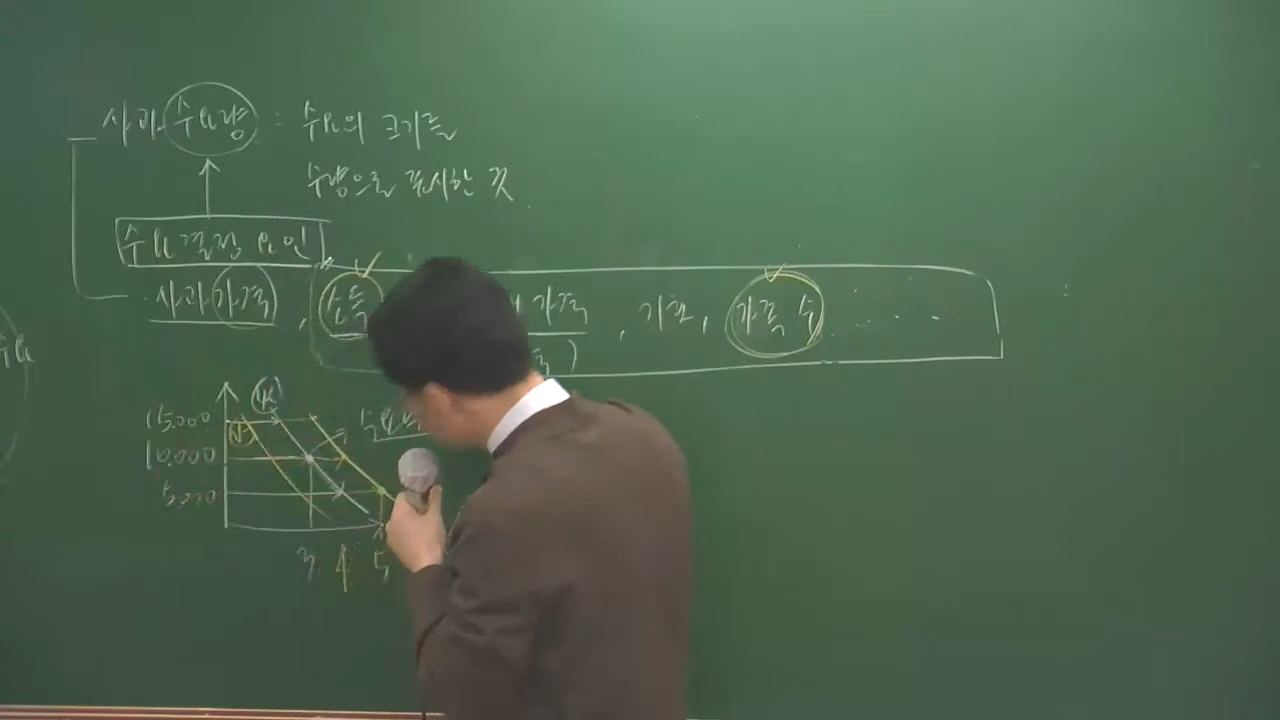 사과 수요량 : 수요의 크기를
수량으로 표시한 것
수요결정 요인
사과 가격 , 소득 가격 , 기호 , 가족 수 ......
수요
15,000
10,000
5,000
3 4 5